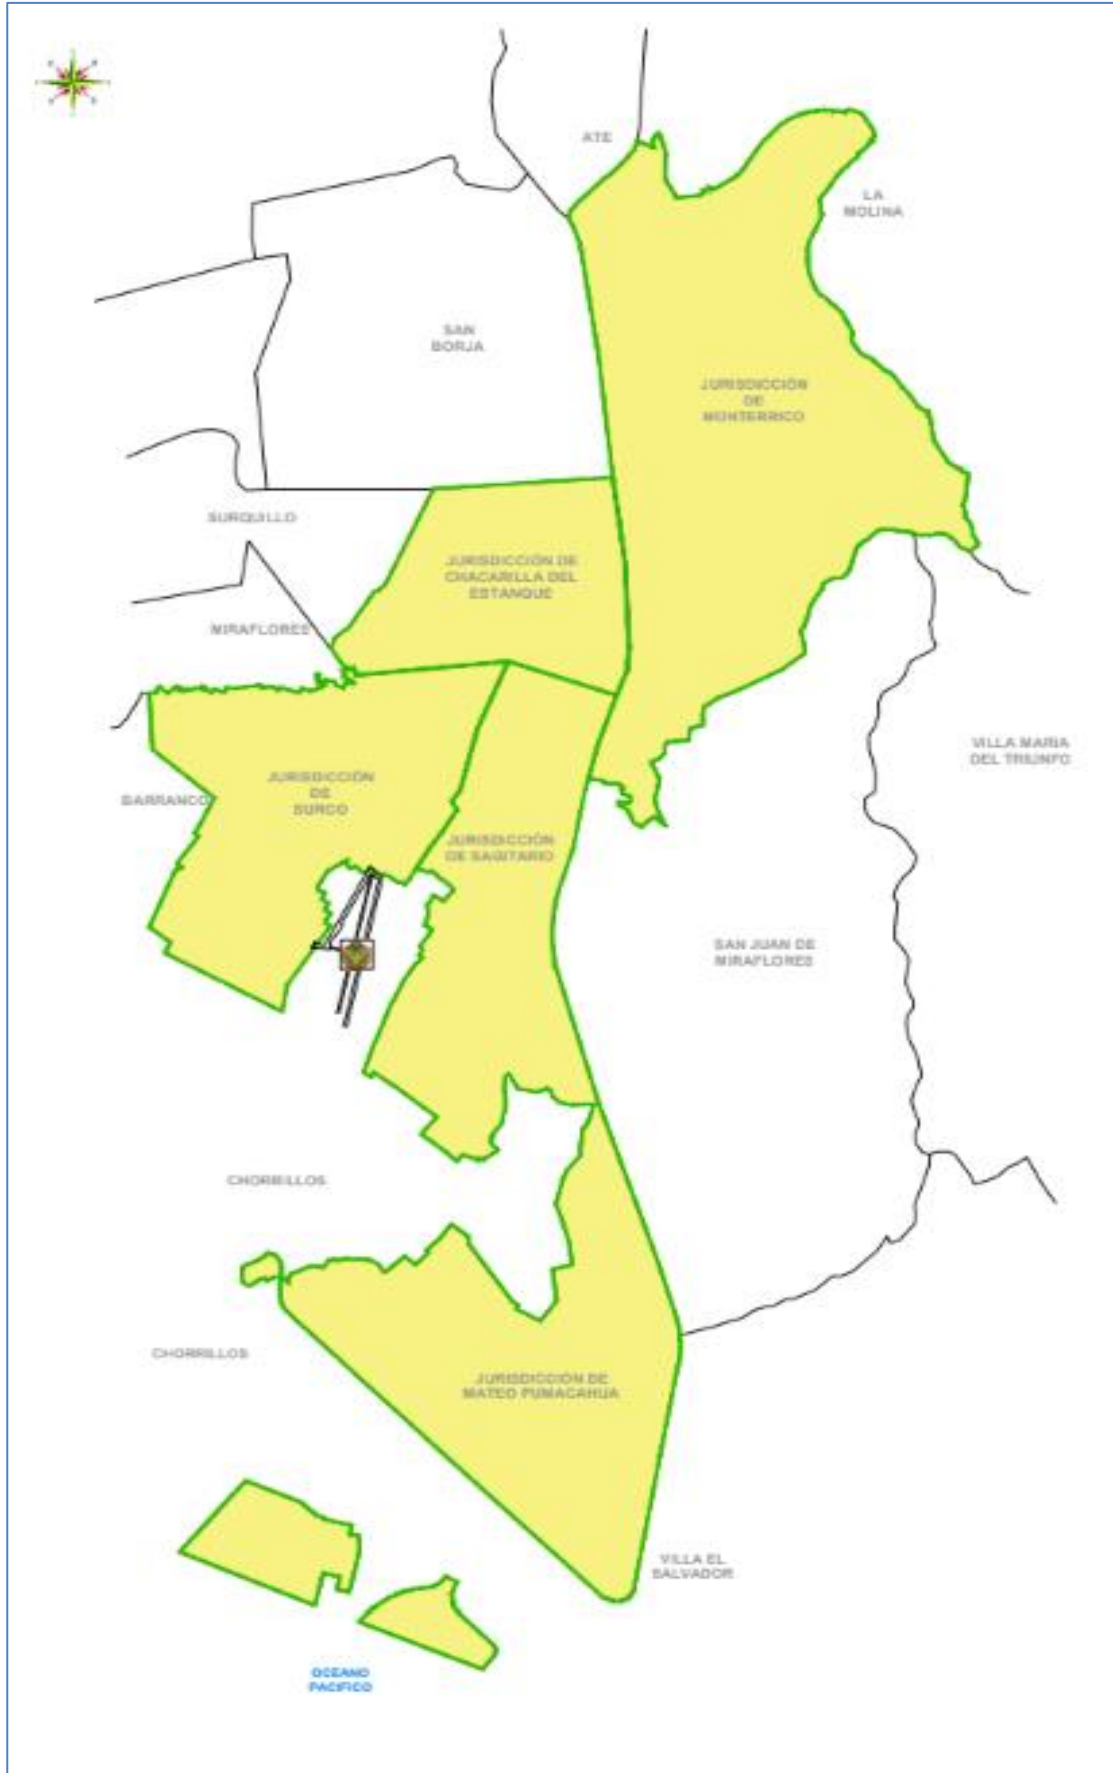 ATE
LA
MOLINA
SAN
BORJA
JURISDICCIÓN
DE
MONTERRICO
SURQUILLO
JURISDICCIÓN DE
CHACARILLA DEL
ESTANQUE
MIRAFLORES
VILLA MARIA
DEL TRIUNFO
JURISDICCIÓN
DE
SURCO
BARRANCO
JURISDICCIÓN
DE SAGITARIO
SAN JUAN DE
MIRAFLORES
CHORRILLOS
CHORRILLOS
JURISDICCIÓN DE
MATEO PUMACAHUA
VILLA EL
SALVADOR
OCEANO
PACIFICO